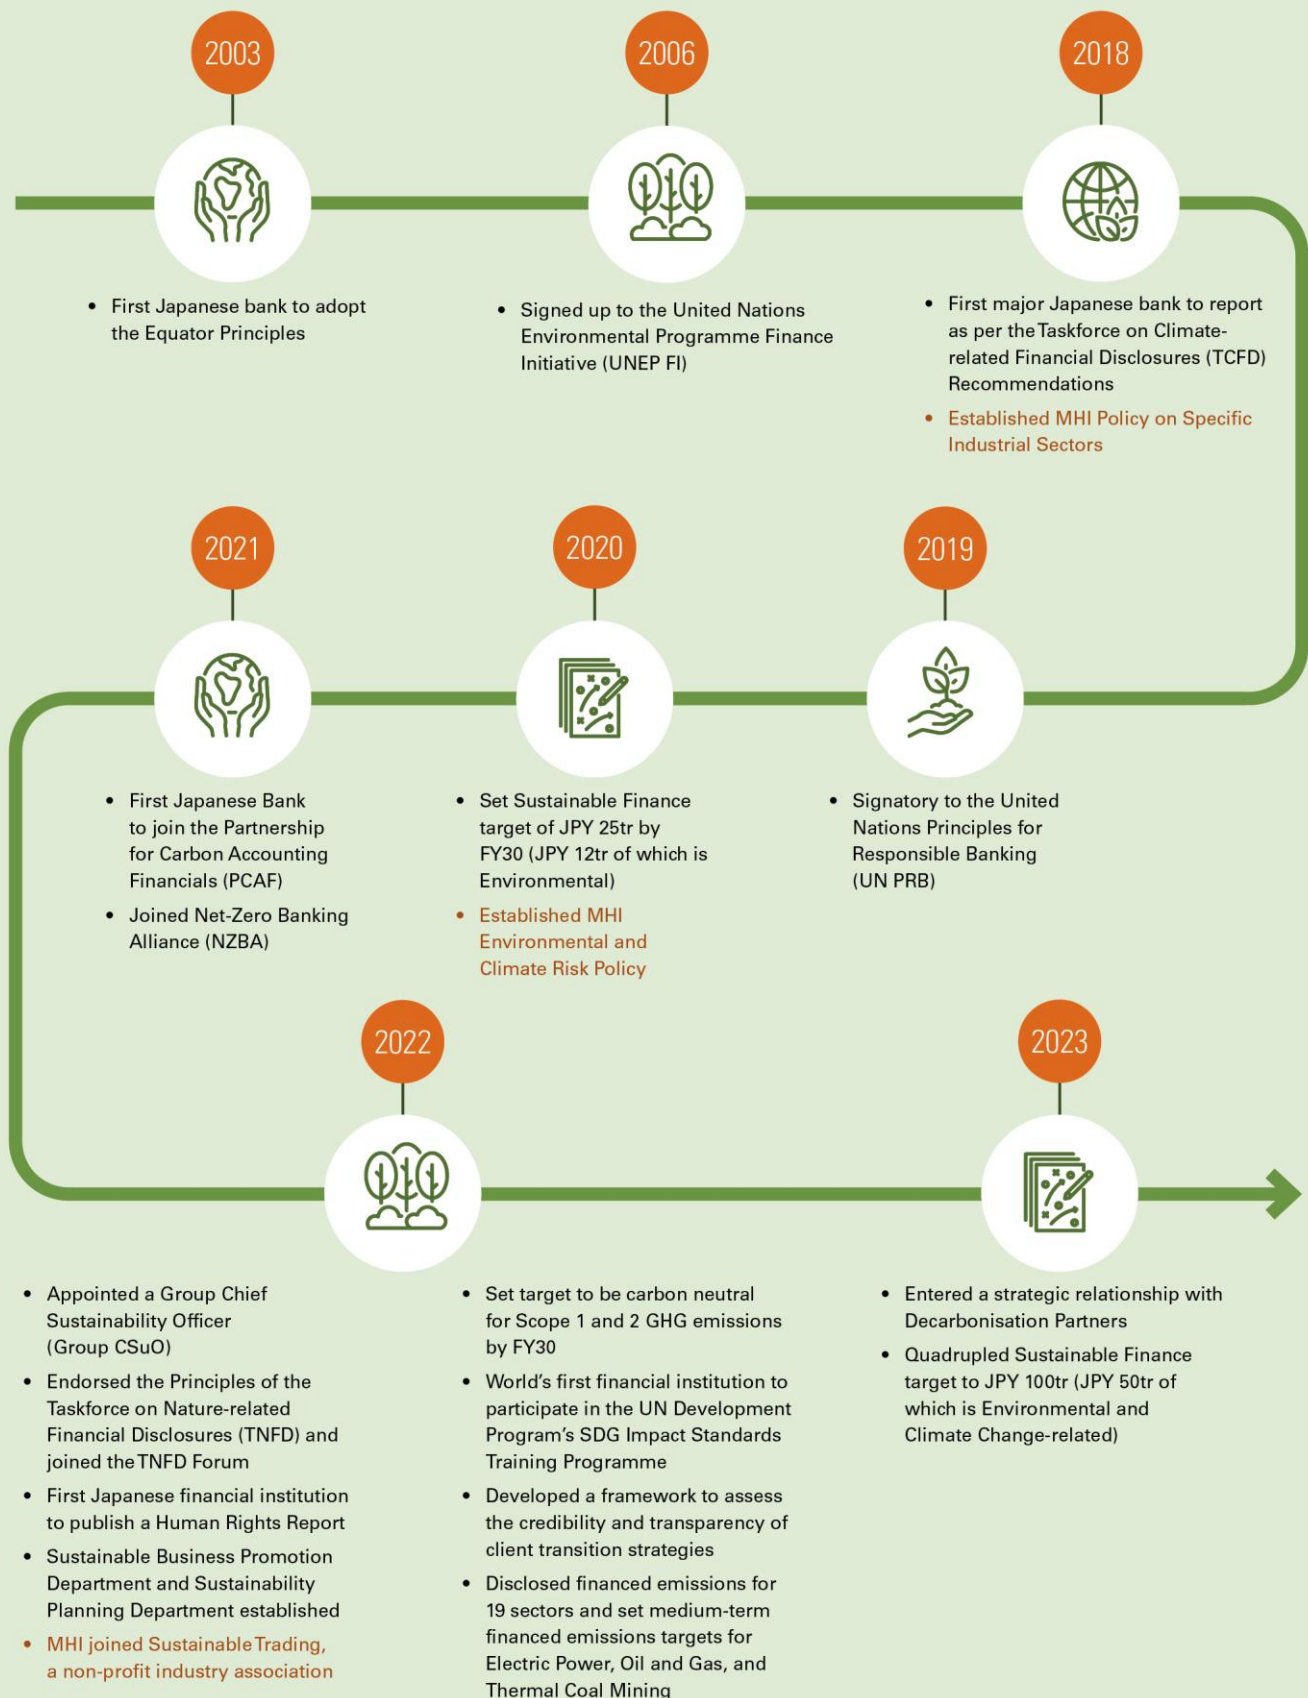 2003
• First Japanese bank to adopt
the Equator Principles
2006
• Signed up to the United Nations
Environmental Programme Finance
Initiative (UNEP FI)
2018
• First major Japanese bank to report
as per the Taskforce on Climate-
related Financial Disclosures (TCFD)
Recommendations
• Established MHI Policy on Specific
Industrial Sectors
2019
• Signatory to the United
Nations Principles for
Responsible Banking
(UN PRB)
2020
• Set Sustainable Finance
target of JPY 25tr by
FY30 (JPY 12tr of which is
Environmental)
• Established MHI
Environmental and
Climate Risk Policy
2021
• First Japanese Bank
to join the Partnership
for Carbon Accounting
Financials (PCAF)
• Joined Net-Zero Banking
Alliance (NZBA)
2022
• Appointed a Group Chief
Sustainability Officer
(Group CSuO)
• Endorsed the Principles of the
Taskforce on Nature-related
Financial Disclosures (TNFD) and
joined the TNFD Forum
• First Japanese financial institution
to publish a Human Rights Report
• Sustainable Business Promotion
Department and Sustainability
Planning Department established
• MHI joined Sustainable Trading,
a non-profit industry association
• Set target to be carbon neutral
for Scope 1 and 2 GHG emissions
by FY30
• World's first financial institution to
participate in the UN Development
Program's SDG Impact Standards
Training Programme
• Developed a framework to assess
the credibility and transparency of
client transition strategies
• Disclosed financed emissions for
19 sectors and set medium-term
financed emissions targets for
Electric Power, Oil and Gas, and
Thermal Coal Mining
2023
• Entered a strategic relationship with
Decarbonisation Partners
• Quadrupled Sustainable Finance
target to JPY 100tr (JPY 50tr of
which is Environmental and
Climate Change-related)